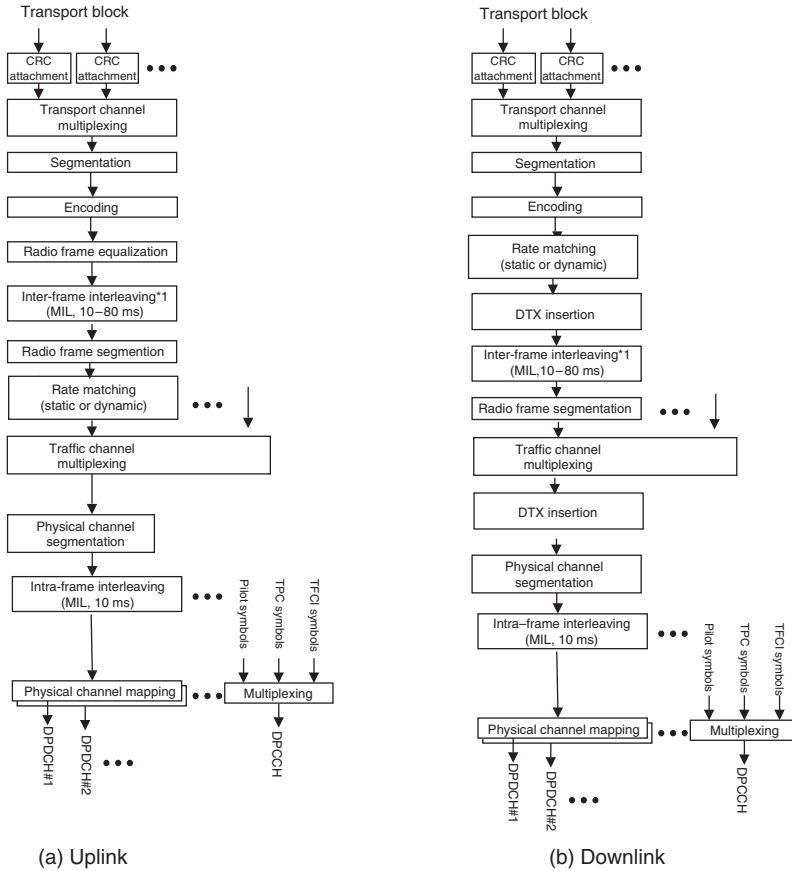 Transport block
CRC
attachment
CRC
attachment
Transport channel
multiplexing
Segmentation
Encoding
Radio frame equalization
Inter-frame interleaving*1
(MIL, 10–80 ms)
Radio frame segmention
Rate matching
(static or dynamic)
Traffic channel
multiplexing
Physical channel
segmentation
Intra-frame interleaving
(MIL, 10 ms)
Pilot symbols
TPC symbols
TFCI symbols
Physical channel mapping
Multiplexing
DPDCH#1
DPDCH#2
DPCCH
(a) Uplink
Transport block
CRC
attachment
CRC
attachment
Transport channel
multiplexing
Segmentation
Encoding
Rate matching
(static or dynamic)
DTX insertion
Inter-frame interleaving*1
(MIL,10–80 ms)
Radio frame segmentation
Traffic channel
multiplexing
DTX insertion
Physical channel
segmentation
Intra–frame interleaving
(MIL, 10 ms)
Pilot symbols
TPC symbols
TFCI symbols
Physical channel mapping
Multiplexing
DPDCH#1
DPDCH#2
DPCCH
(b) Downlink